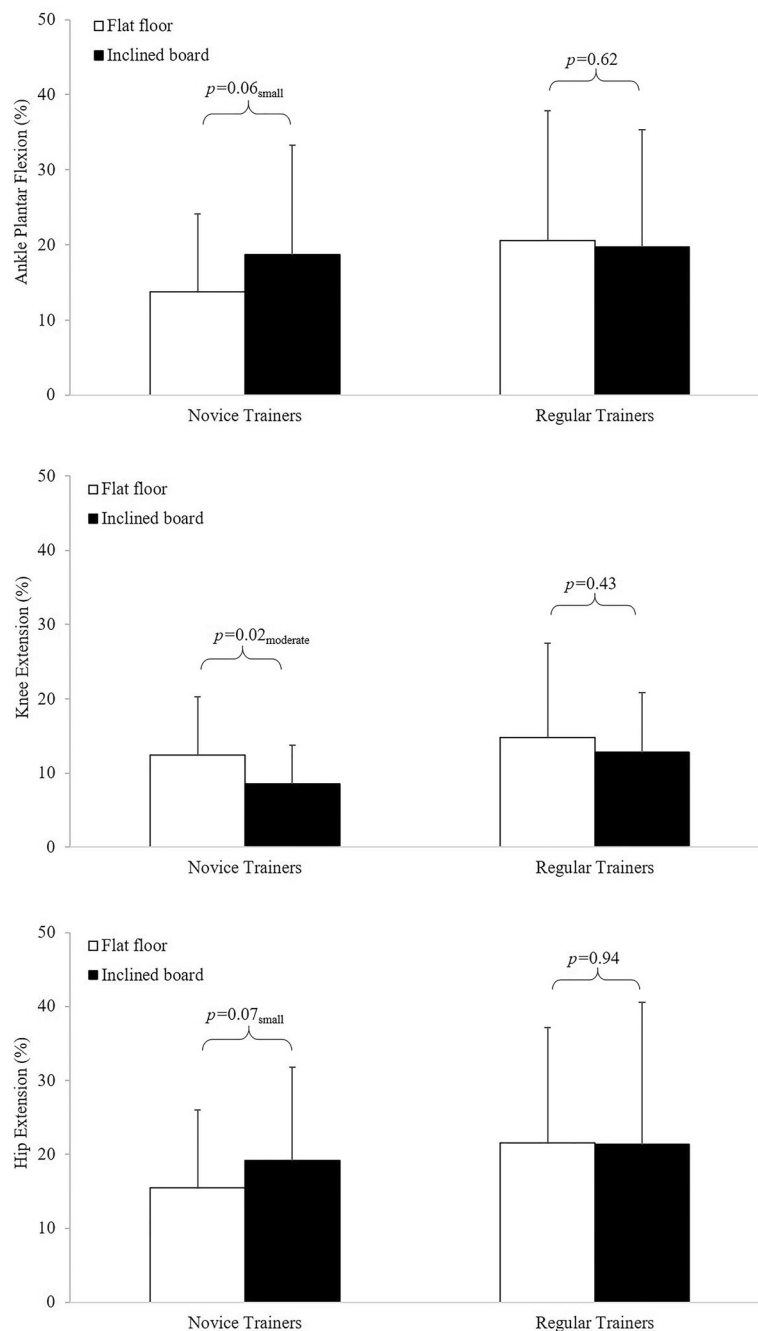 50
Flat floor
Inclined board
p=0.06small
p=0.62
40
30
20
10
0
Ankle Plantar Flexion (%)
Novice Trainers
Regular Trainers
50
Flat floor
Inclined board
40
p=0.43
30
p=0.02moderate
20
10
0
Knee Extension (%)
Novice Trainers
Regular Trainers
50
Flat floor
Inclined board
p=0.94
40
p=0.07small
30
20
10
0
Hip Extension (%)
Novice Trainers
Regular Trainers